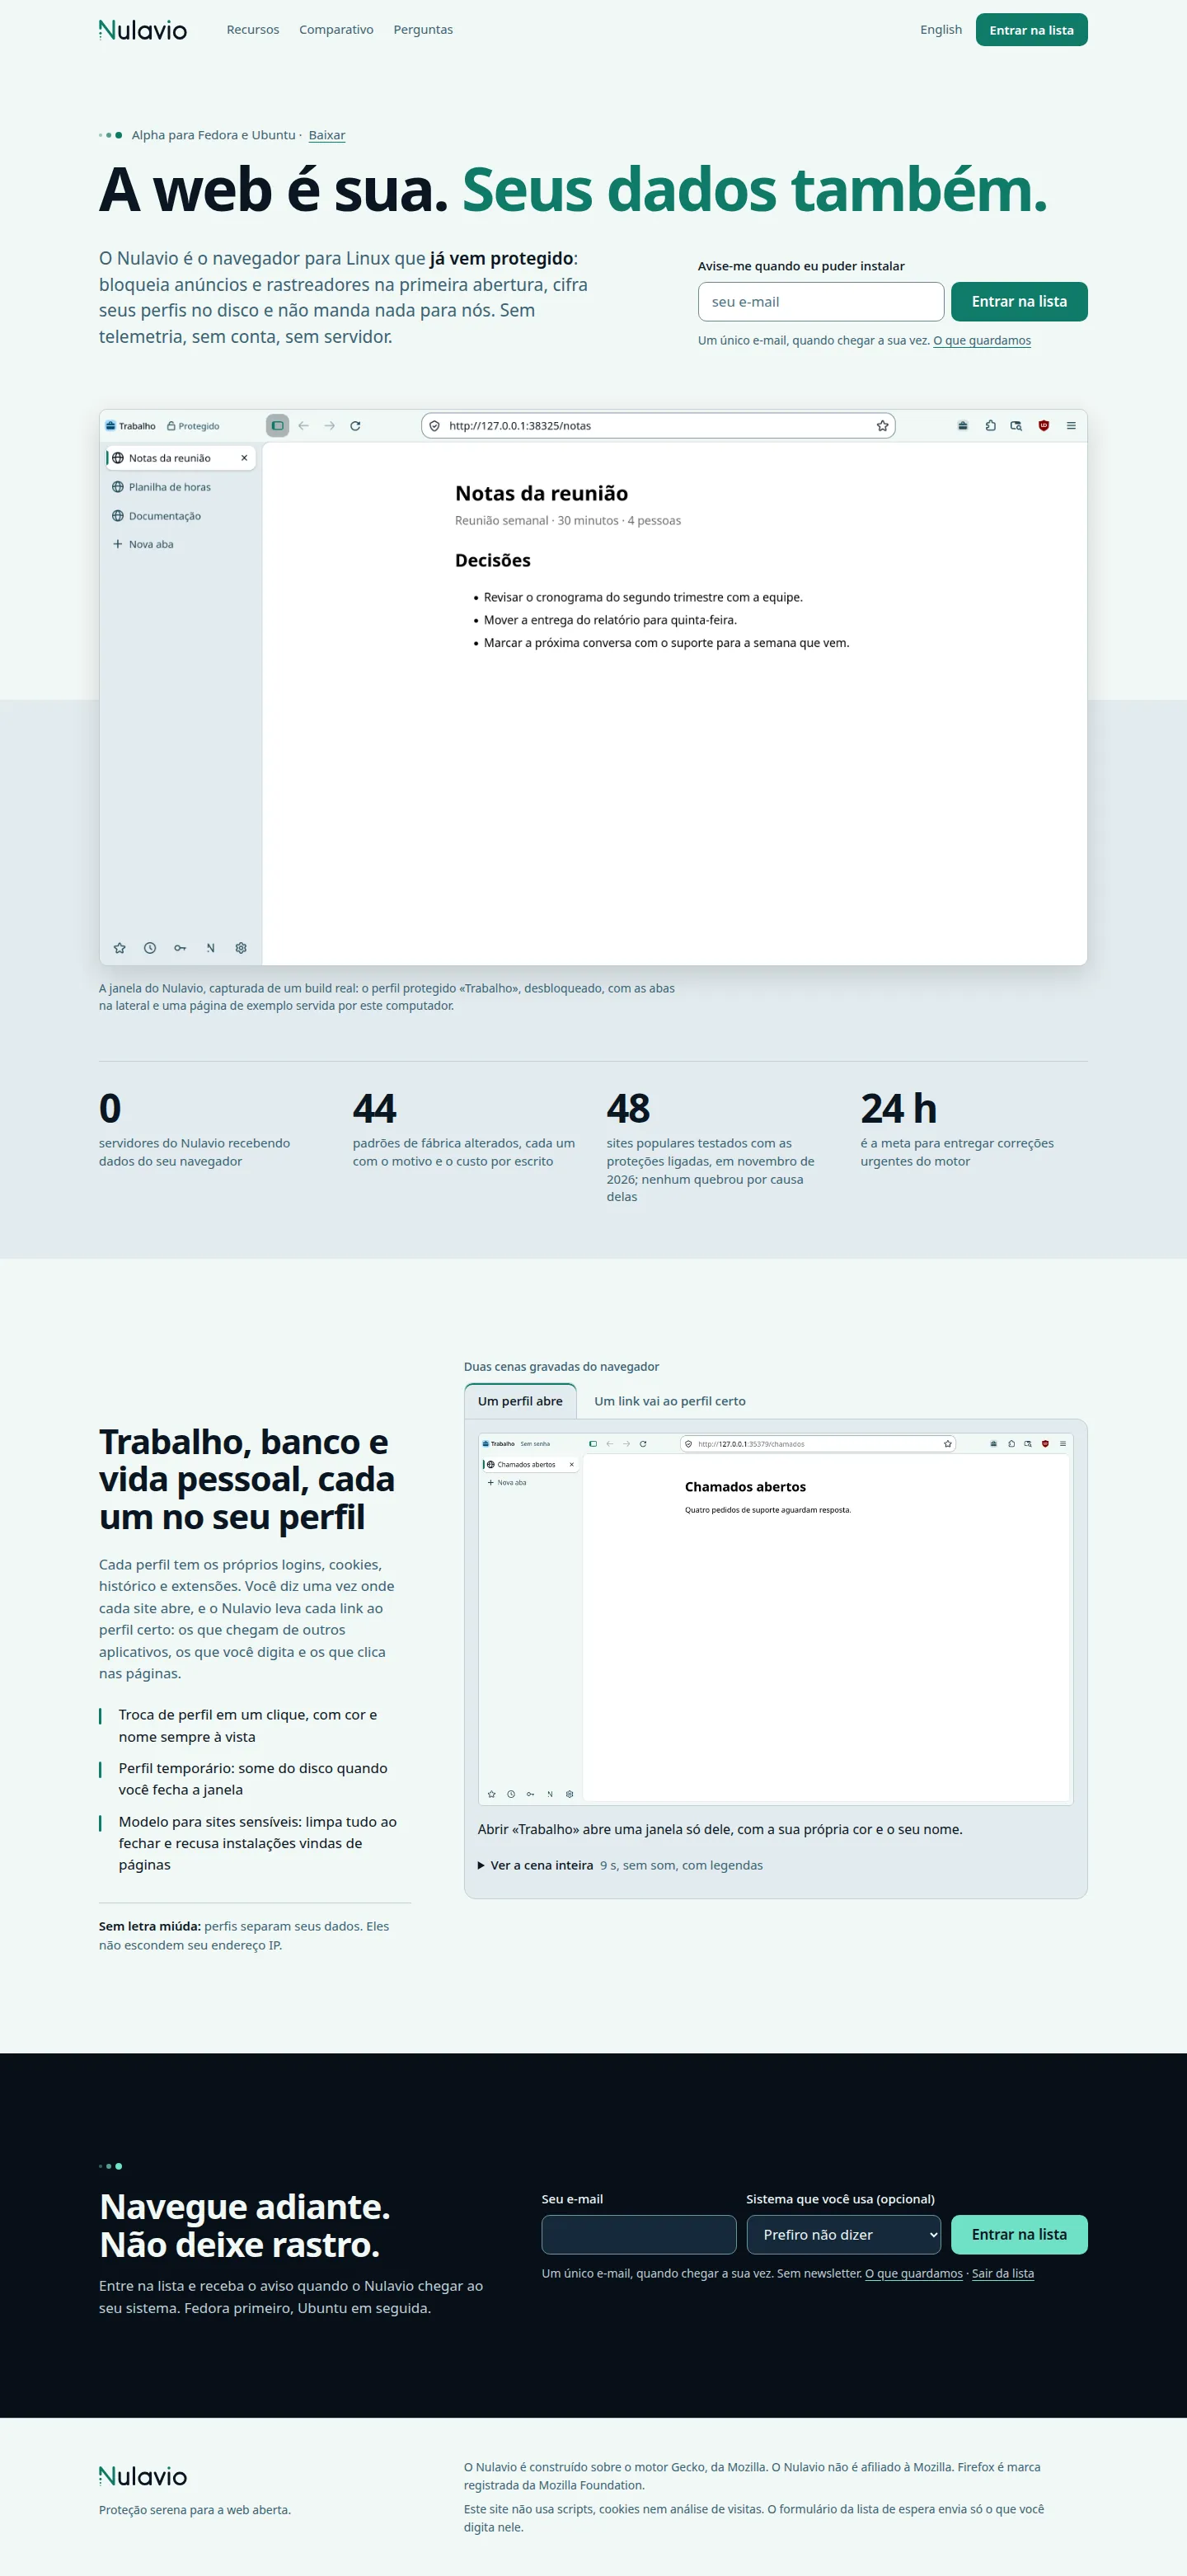 Nulavio
Recursos
Comparativo
Perguntas
English
Entrar na lista
Alpha para Fedora e Ubuntu · Baixar
A web é sua. Seus dados também.
O Nulavio é o navegador para Linux que já vem protegido:
bloqueia anúncios e rastreadores na primeira abertura, cifra
seus perfis no disco e não manda nada para nós. Sem
telemetria, sem conta, sem servidor.
Avise-me quando eu puder instalar
seu e-mail
Entrar na lista
Um único e-mail, quando chegar a sua vez. O que guardamos
Trabalho
Protegido
http://127.0.0.1:38325/notas
Notas da reunião
Planilha de horas
Documentação
Nova aba
Notas da reunião
Reunião semanal · 30 minutos · 4 pessoas
Decisões
• Revisar o cronograma do segundo trimestre com a equipe.
• Mover a entrega do relatório para quinta-feira.
• Marcar a próxima conversa com o suporte para a semana que vem.
A janela do Nulavio, capturada de um build real: o perfil protegido «Trabalho», desbloqueado, com as abas
na lateral e uma página de exemplo servida por este computador.
0
servidores do Nulavio recebendo
dados do seu navegador
44
padrões de fábrica alterados, cada um
com o motivo e o custo por escrito
48
sites populares testados com as
proteções ligadas, em novembro de
2026; nenhum quebrou por causa
delas
24 h
é a meta para entregar correções
urgentes do motor
Trabalho, banco e
vida pessoal, cada
um no seu perfil
Cada perfil tem os próprios logins, cookies,
histórico e extensões. Você diz uma vez onde
cada site abre, e o Nulavio leva cada link ao
perfil certo: os que chegam de outros
aplicativos, os que você digita e os que clica
nas páginas.
Troca de perfil em um clique, com cor e
nome sempre à vista
Perfil temporário: some do disco quando
você fecha a janela
Modelo para sites sensíveis: limpa tudo ao
fechar e recusa instalações vindas de
páginas
Sem letra miúda: perfis separam seus dados. Eles
não escondem seu endereço IP.
Duas cenas gravadas do navegador
Um perfil abre
Um link vai ao perfil certo
Trabalho
Sem senha
http://127.0.0.1:35379/chamados
Chamados abertos
Nova aba
Chamados abertos
Quatro pedidos de suporte aguardam resposta.
Abrir «Trabalho» abre uma janela só dele, com a sua própria cor e o seu nome.
Ver a cena inteira 9 s, sem som, com legendas
Navegue adiante.
Não deixe rastro.
Entre na lista e receba o aviso quando o Nulavio chegar ao
seu sistema. Fedora primeiro, Ubuntu em seguida.
Seu e-mail
Sistema que você usa (opcional)
Prefiro não dizer
Entrar na lista
Um único e-mail, quando chegar a sua vez. Sem newsletter. O que guardamos · Sair da lista
Nulavio
Proteção serena para a web aberta.
O Nulavio é construído sobre o motor Gecko, da Mozilla. O Nulavio não é afiliado à Mozilla. Firefox é marca
registrada da Mozilla Foundation.
Este site não usa scripts, cookies nem análise de visitas. O formulário da lista de espera envia só o que você
digita nele.